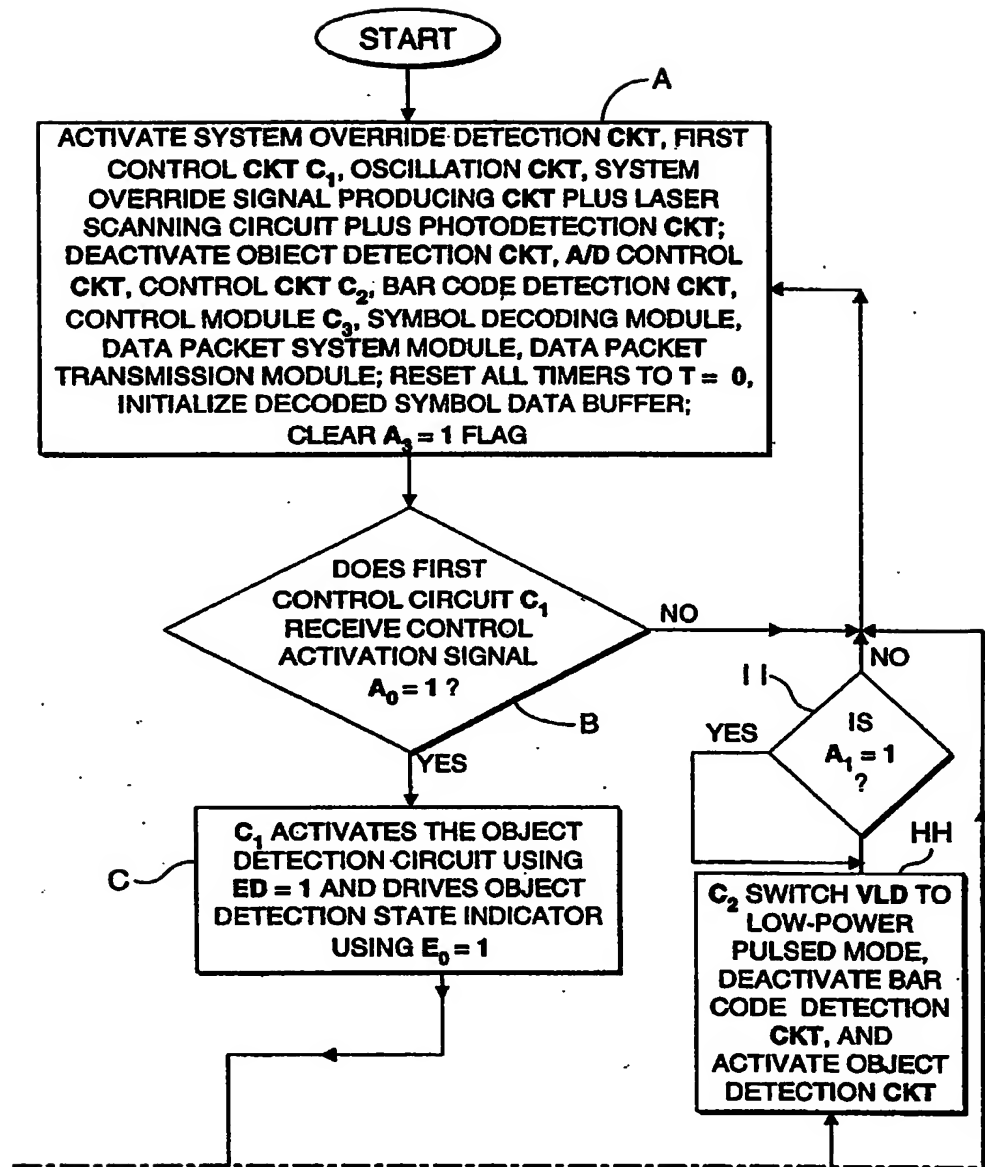 START
A
ACTIVATE SYSTEM OVERRIDE DETECTION CKT, FIRST
CONTROL CKT C₁, OSCILLATION CKT, SYSTEM
OVERRIDE SIGNAL PRODUCING CKT PLUS LASER
SCANNING CIRCUIT PLUS PHOTODETECTION CKT;
DEACTIVATE OBIECT DETECTION CKT, A/D CONTROL
CKT, CONTROL CKT C₂, BAR CODE DETECTION CKT,
CONTROL MODULE C₃, SYMBOL DECODING MODULE,
DATA PACKET SYSTEM MODULE, DATA PACKET
TRANSMISSION MODULE; RESET ALL TIMERS TO T = 0,
INITIALIZE DECODED SYMBOL DATA BUFFER;
CLEAR A₃ = 1 FLAG
DOES FIRST
CONTROL CIRCUIT C₁
RECEIVE CONTROL
ACTIVATION SIGNAL
A₀ = 1 ?
NO
B
YES
NO
II
YES
IS
A₁ = 1
?
C
C₁ ACTIVATES THE OBJECT
DETECTION CIRCUIT USING
ED = 1 AND DRIVES OBJECT
DETECTION STATE INDICATOR
USING E₀ = 1
HH
C₂ SWITCH VLD TO
LOW-POWER
PULSED MODE,
DEACTIVATE BAR
CODE DETECTION
CKT, AND
ACTIVATE OBJECT
DETECTION CKT